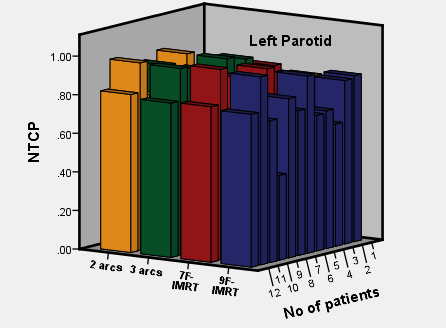 Left Parotid
NTCP
1.00
.80
.60
.40
.20
.00
2 arcs
3 arcs
7F-
IMRT
9F-
IMRT
12
11
10
9
8
7
6
5
4
3
2
1
No of patients